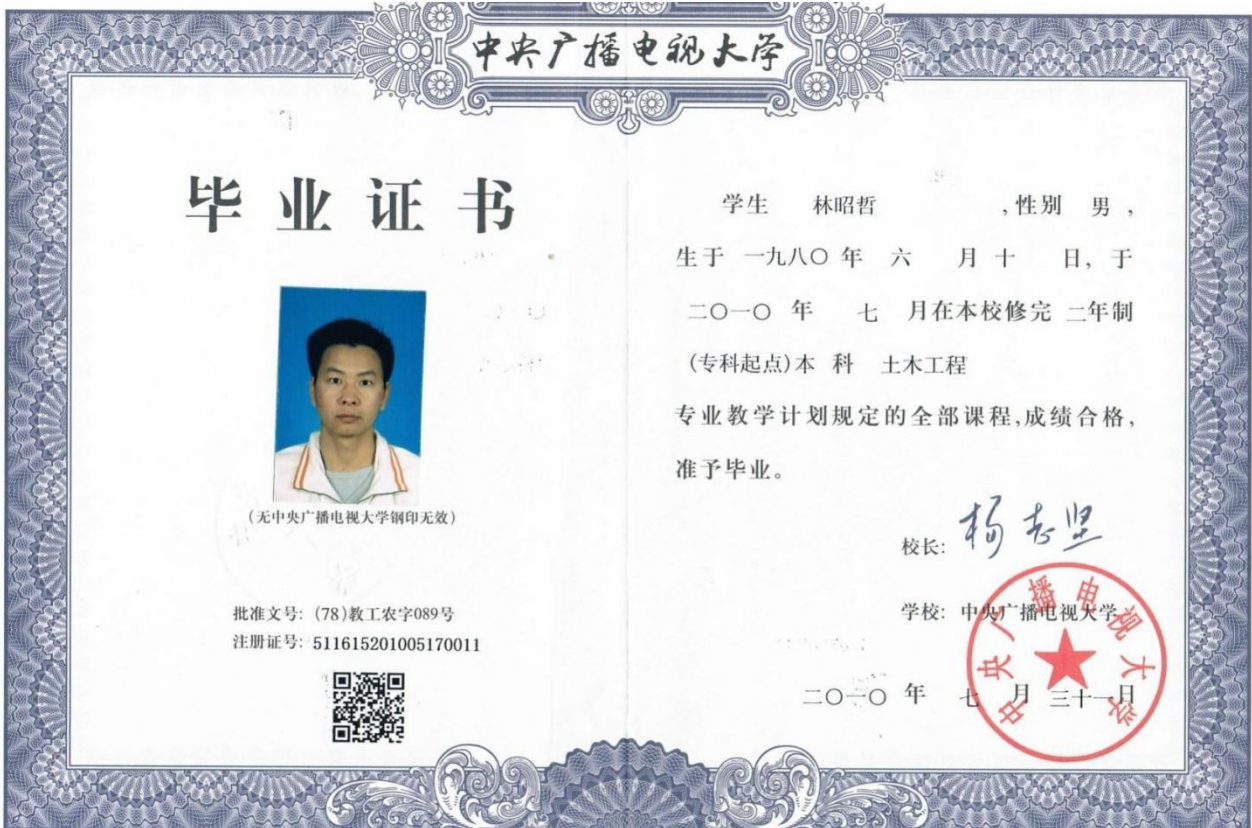 中央广播电视大学
毕业证书
(无中央广播电视大学钢印无效)
批准文号: (78)教工农字089号
注册证号: 511615201005170011
学生 林昭哲 ,性别 男 ,
生于 一九八〇 年 六 月 十 日, 于
二〇一〇 年 七 月在本校修完 二年制
(专科起点)本 科 土木工程
专业教学计划规定的全部课程,成绩合格,
准予毕业。
校长: 杨志坚
学校: 中央广播电视大学
二〇一〇 年 七 月 三十一日
中央广播电视大学